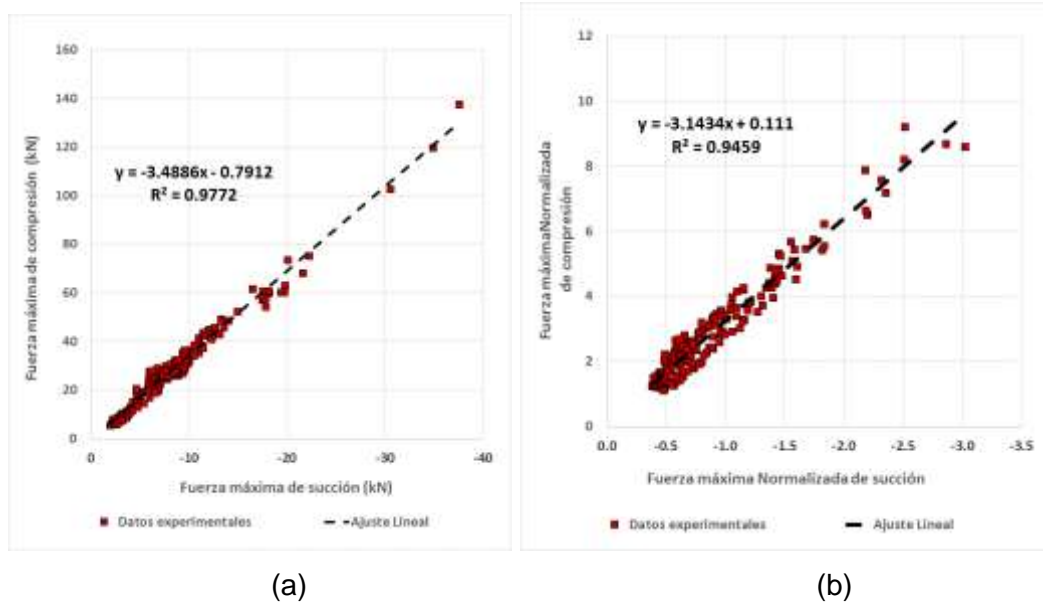 160
140
120
100
80
60
40
20
0
Fuerza máxima de compresión (kN)
y = -3.4886x - 0.7912
R² = 0.9772
0 -10 -20 -30 -40
Fuerza máxima de succión (kN)
Datos experimentales Ajuste Lineal
(a)
12
10
8
6
4
2
0
Fuerza máximaNormalizada
de compresión
y = -3.1434x + 0.111
R² = 0.9459
0.0 -0.5 -1.0 -1.5 -2.0 -2.5 -3.0 -3.5
Fuerza máxima Normalizada de succión
Datos experimentales Ajuste Lineal
(b)